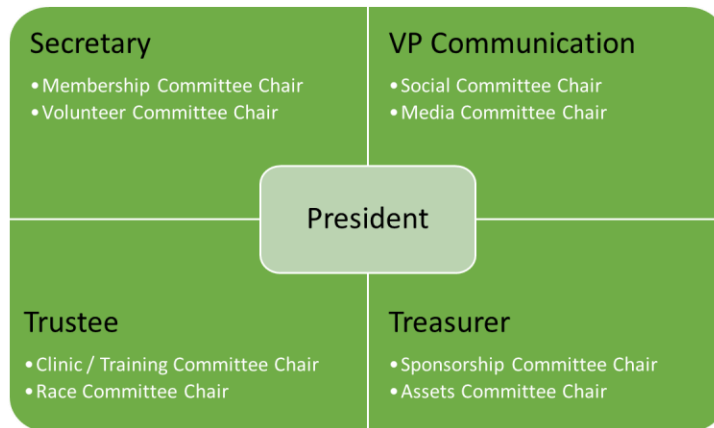 Secretary
•Membership Committee Chair
•Volunteer Committee Chair
VP Communication
•Social Committee Chair
•Media Committee Chair
President
Trustee
•Clinic / Training Committee Chair
•Race Committee Chair
Treasurer
•Sponsorship Committee Chair
•Assets Committee Chair